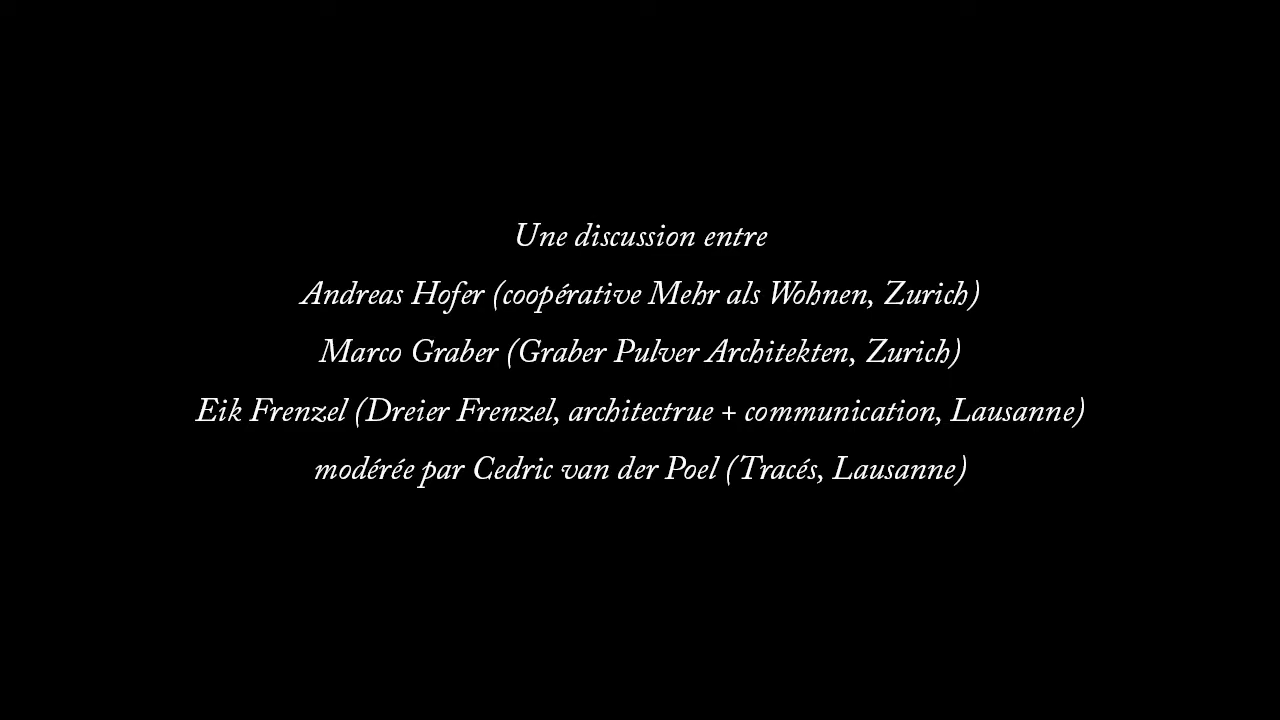 Une discussion entre
Andreas Hofer (coopérative Mehr als Wohnen, Zurich)
Marco Graber (Graber Pulver Architekten, Zurich)
Eik Frenzel (Dreier Frenzel, architectrue + communication, Lausanne)
modérée par Cedric van der Poel (Tracés, Lausanne)